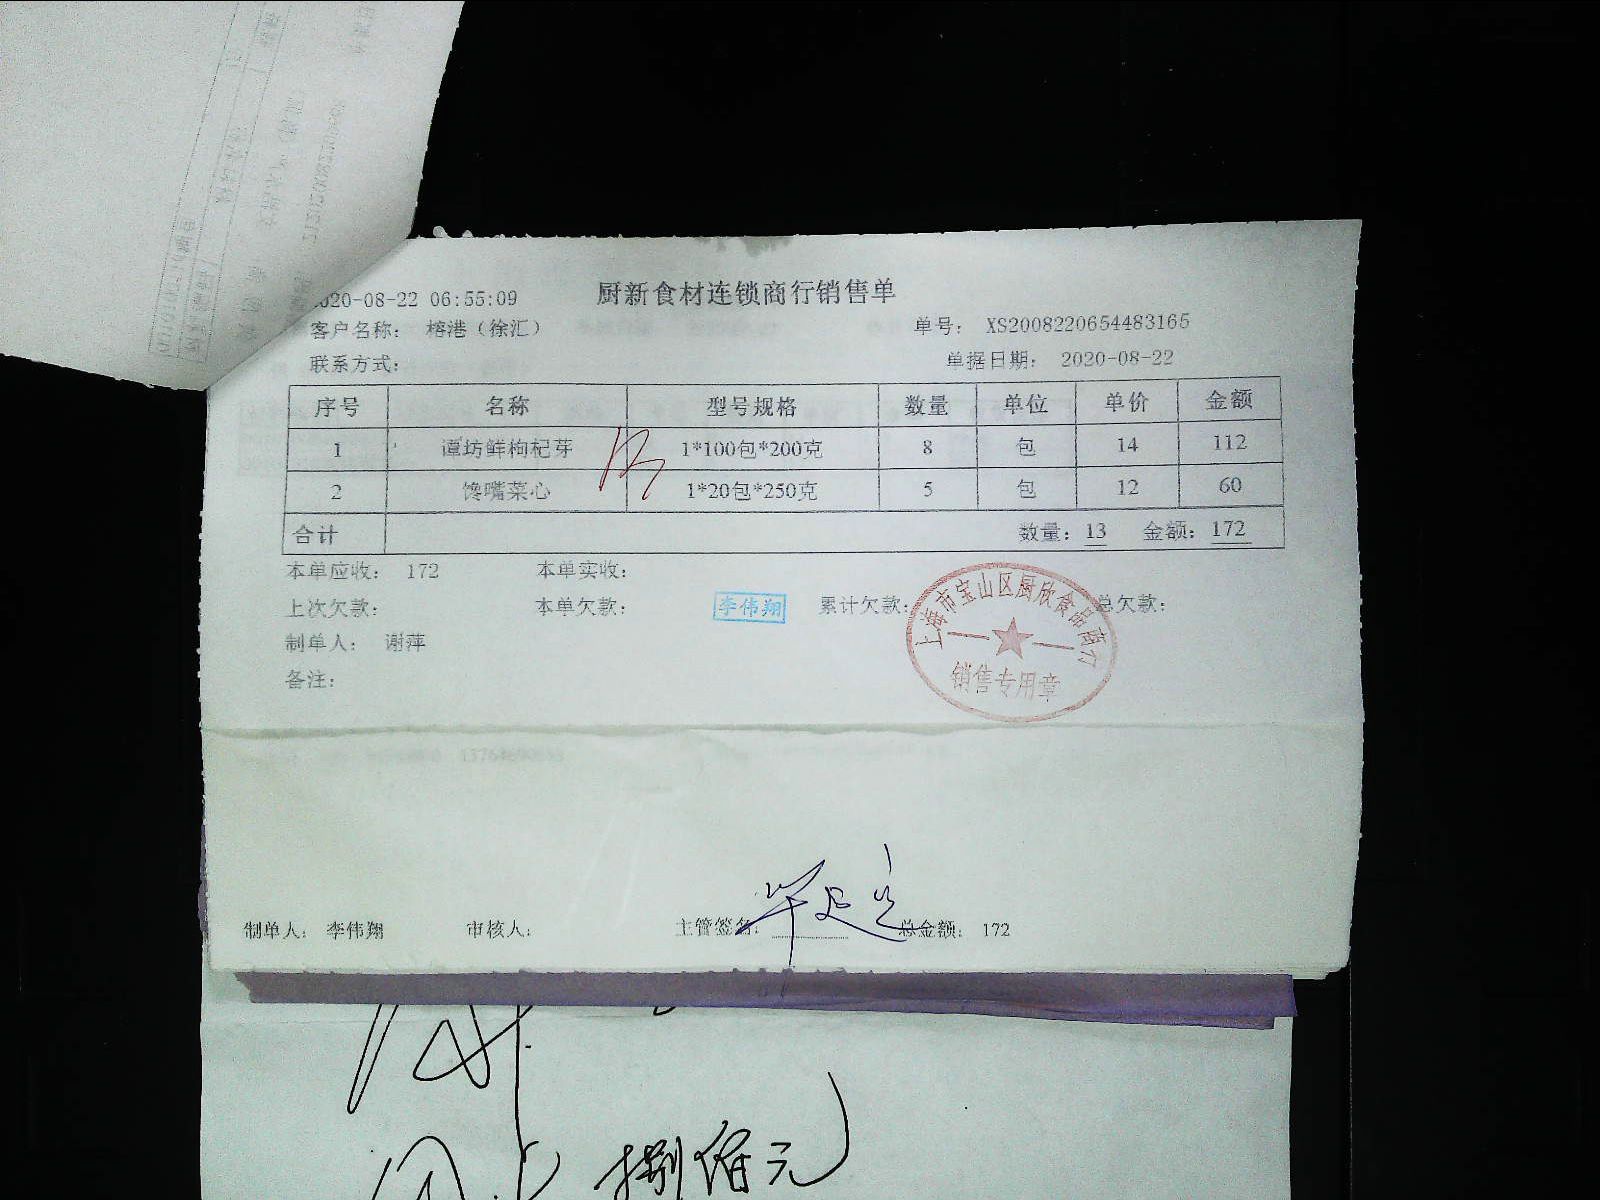 020-08-22 06:55:09
厨新食材连锁商行销售单
客户名称: 榕港(徐汇)
单号: XS2008220654483165
联系方式:
单据日期: 2020-08-22
序号 名称 型号规格 数量 单位 单价 金额
1 谭坊鲜枸杞芽 1*100包*200克 8 包 14 112
2 馋嘴菜心 1*20包*250克 5 包 12 60
合计 数量: 13 金额: 172
本单应收: 172 本单实收:
上次欠款: 本单欠款: 李伟翔 累计欠款: 总欠款:
上海市宝山区厨欣食品商行
销售专用章
制单人: 谢萍
备注:
制单人: 李伟翔 审核人: 主管签名: 总金额: 172
捌佰元